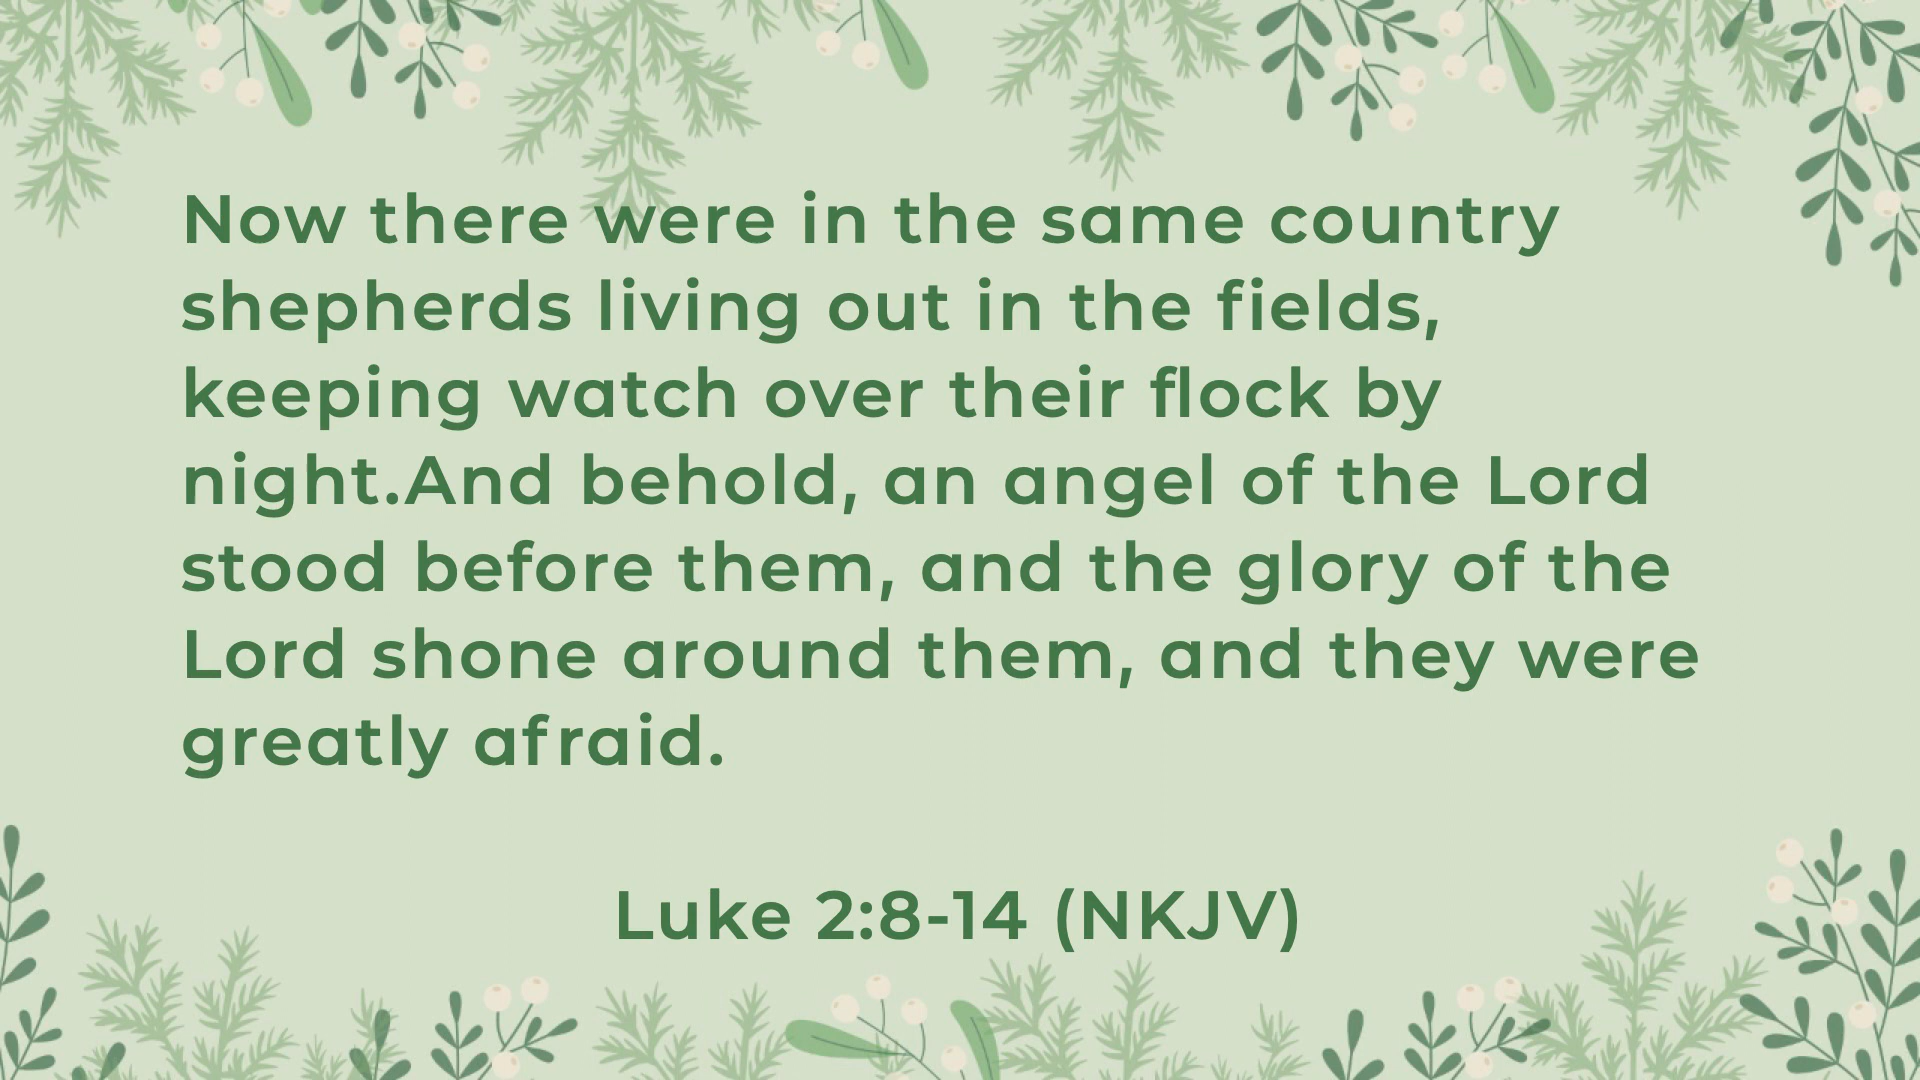 Now there were in the same country
shepherds living out in the fields,
keeping watch over their flock by
night.And behold, an angel of the Lord
stood before them, and the glory of the
Lord shone around them, and they were
greatly afraid.
Luke 2:8-14 (NKJV)